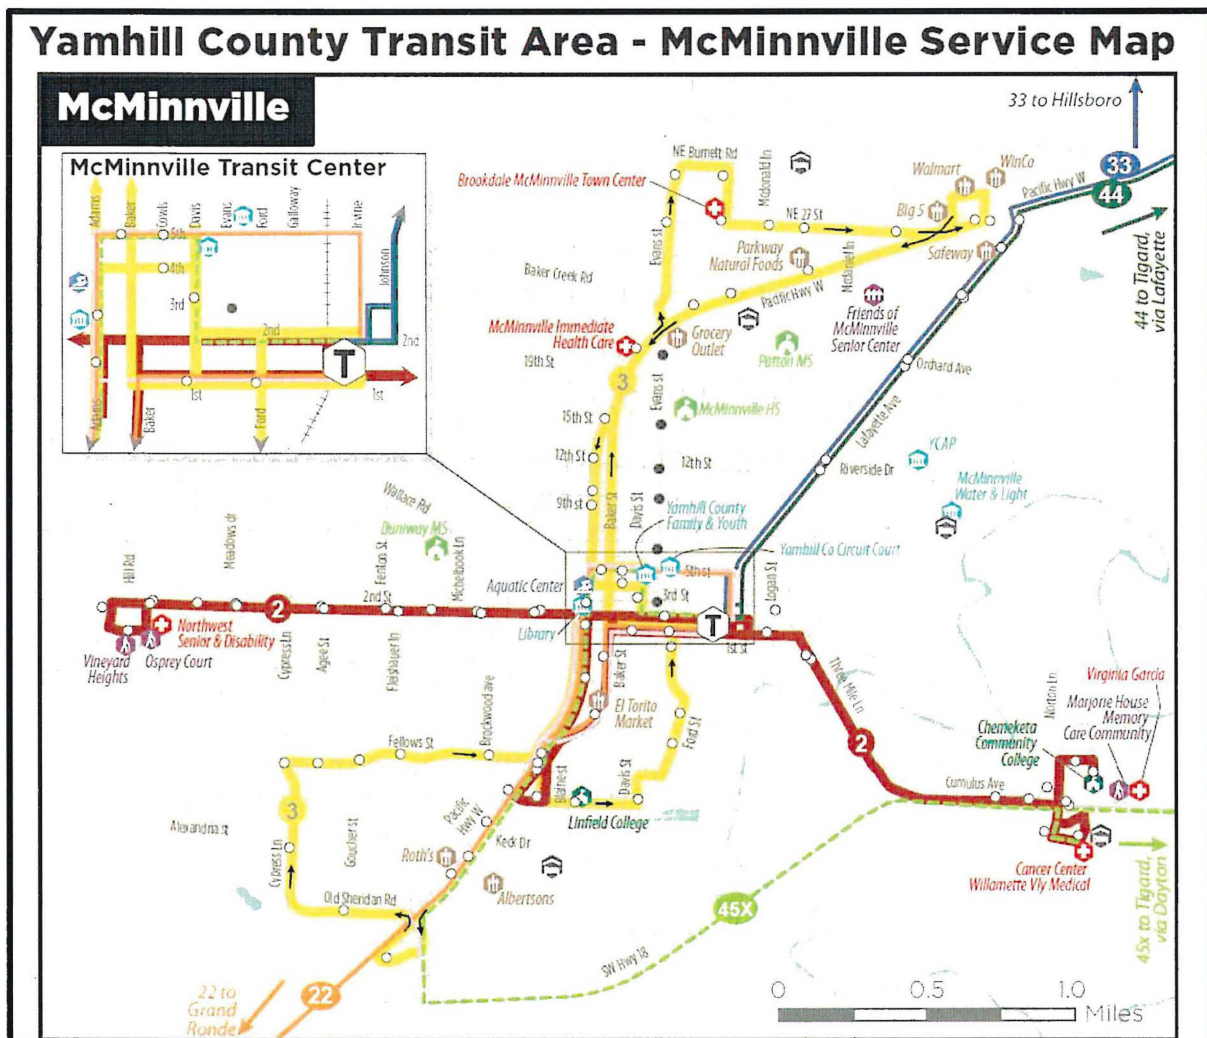 Yamhill County Transit Area - McMinnville Service Map
McMinnville
33 to Hillsboro
McMinnville Transit Center
Adams
Baker
Cowls
Davis
Evans
Ford
Galloway
Irvine
Johnson
5th
4th
3rd
2nd
2nd
T
1st
1st
Adams
Baker
Ford
NE Burnett Rd
Mcdonald Ln
Walmart
WinCo
33
Pacific Hwy W
44
Brookdale McMinnville Town Center
Big 5
NE 27 St
Evans st
Parkway
Natural Foods
Mcdaniel Ln
Safeway
Baker Creek Rd
Pacific Hwy W
44 to Tigard,
via Lafayette
Friends of
McMinnville
Senior Center
McMinnville Immediate
Health Care
Grocery
Outlet
Patton MS
19th St
3
Evans st
Orchard Ave
McMinnville HS
15th St
Lafayette Ave
12th St
12th St
YCAP
Riverside Dr
McMinnville
Water & Light
Wallace Rd
9th st
Baker St
Davis St
Yamhill County
Family & Youth
Duniway MS
Yamhill Co Circuit Court
Hill Rd
Meadows dr
Fenton St
Michelbook Ln
Aquatic Center
5th st
Logan St
2nd St
3rd St
2
T
Northwest
Senior & Disability
Library
1st st
Vineyard
Heights
Osprey Court
Cypress Ln
Agee St
Fleishauer ln
Baker St
Three Mile Ln
Virginia Garcia
Brockwood ave
El Torito
Market
Norton Ln
Marjorie House
Memory
Care Community
Fellows St
Ford St
2
Chemeketa
Community
College
Blaine st
Davis St
Cumulus Ave
3
Alexandria st
Goucher st
Pacific
Hwy W
Linfield College
Keck Dr
Cypress Ln
Roth's
Cancer Center
Willamette Vly Medical
Albertsons
Old Sheridan Rd
45X
45x to Tigard,
via Dayton
SW Hwy 18
22 to
Grand
Ronde
22
0 0.5 1.0
Miles